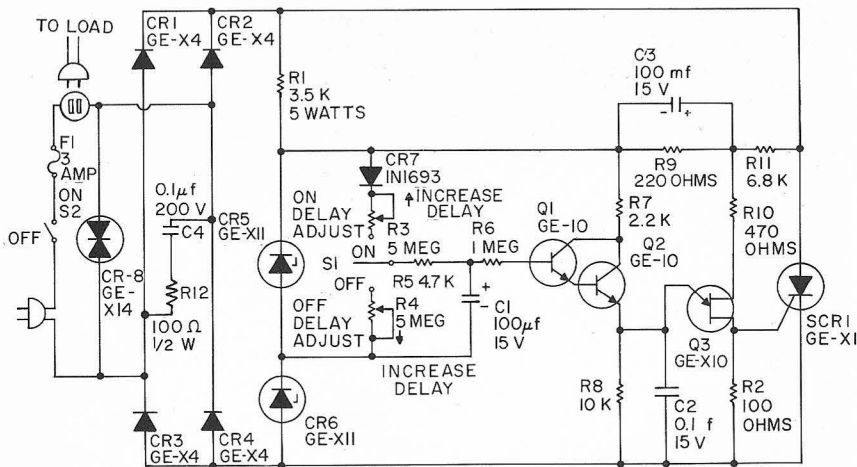 TO LOAD
CR1
GE-X4
CR2
GE-X4
F1
3
AMP
ON
S2
OFF
CR-8
GE-
X14
0.1µf
200 V
C4
R12
100 Ω
1/2 W
CR3
GE-X4
CR4
GE-X4
R1
3.5 K
5 WATTS
CR5
GE-X11
CR6
GE-X11
CR7
IN1693
ON
DELAY
ADJUST
INCREASE
DELAY
R3
5 MEG
S1
ON
OFF
OFF
DELAY
ADJUST
R4
5 MEG
INCREASE
DELAY
R5 4.7 K
R6
1 MEG
+
-
C1
100µf
15 V
Q1
GE-10
Q2
GE-10
R7
2.2 K
R8
10 K
C3
100 mf
15 V
- +
R9
220 OHMS
R11
6.8 K
R10
470
OHMS
Q3
GE-X10
C2
0.1 f
15 V
R2
100
OHMS
SCR1
GE-X1